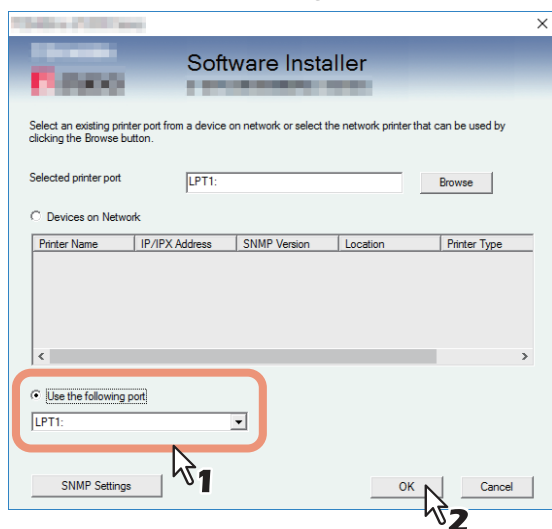 Software Installer
Select an existing printer port from a device on network or select the network printer that can be used by
clicking the Browse button.
Selected printer port LPT1: Browse
Devices on Network
Printer Name IP/IPX Address SNMP Version Location Printer Type
Use the following port
LPT1:
1
SNMP Settings OK Cancel
2